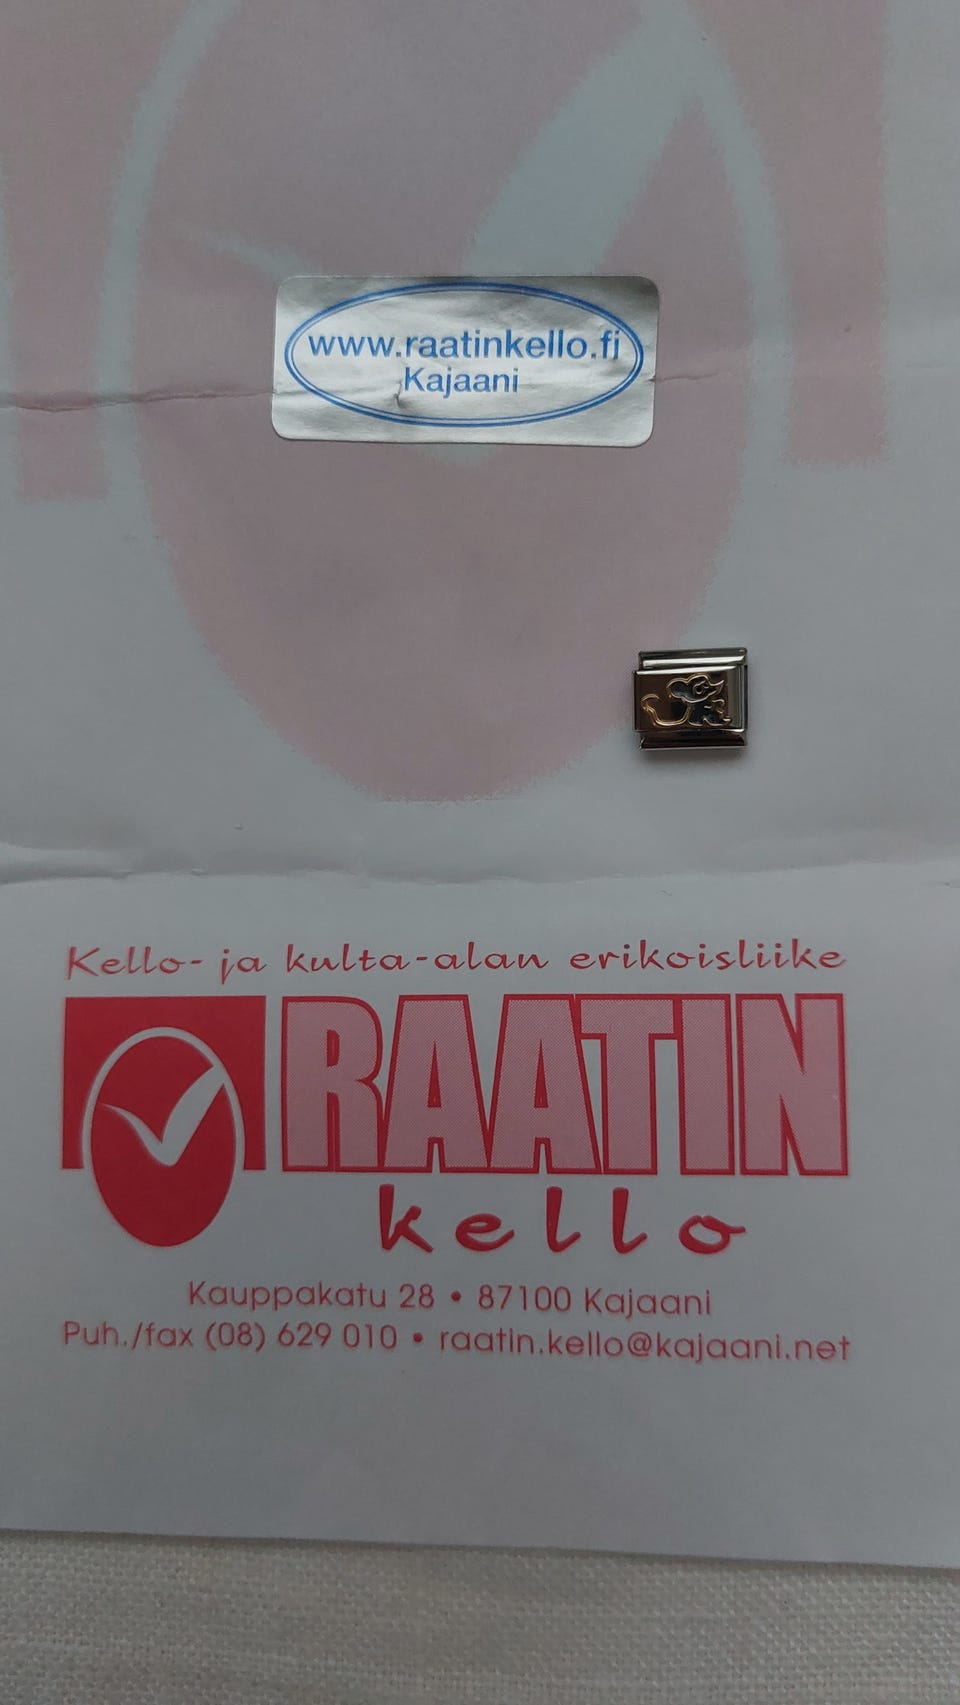 www.raatinkello.fi
Kajaani
Kello- ja kulta-alan erikoisliike
RAATIN
kello
Kauppakatu 28 • 87100 Kajaani
Puh./fax (08) 629 010 • raatin.kello@kajaani.net